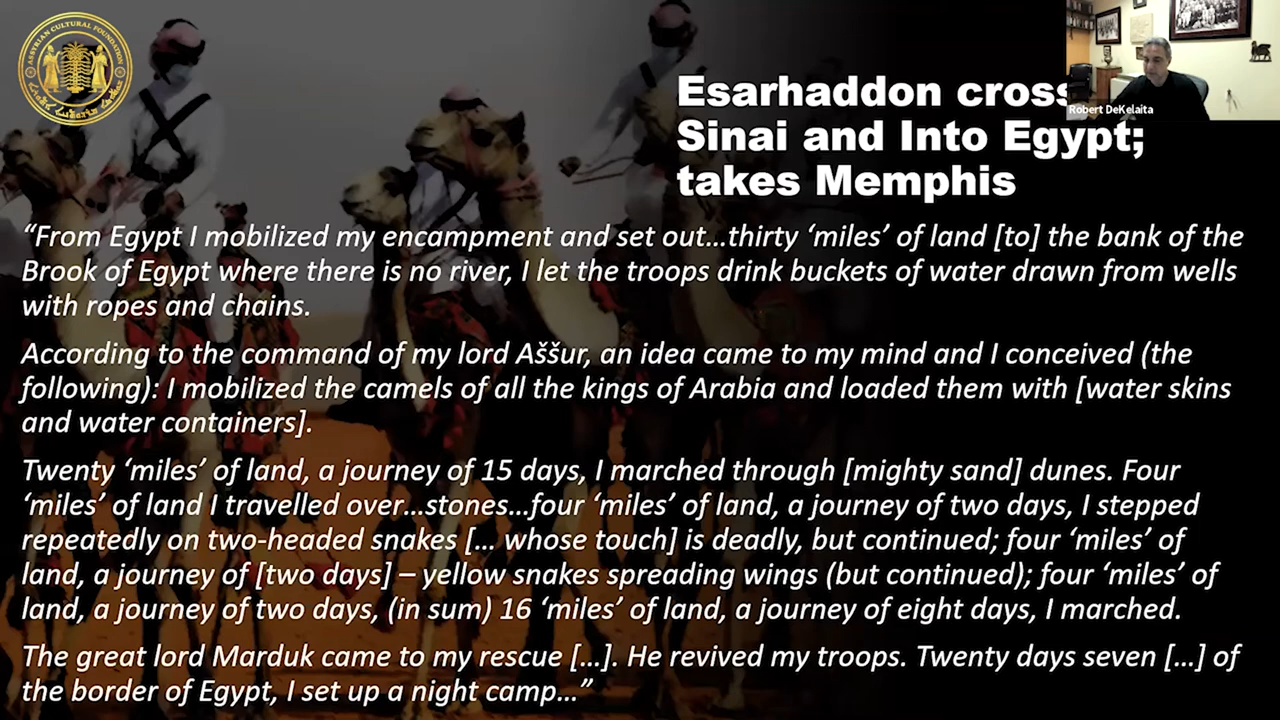 ASSYRIAN CULTURAL FOUNDATION
Robert DeKelaita
Esarhaddon cross
Sinai and Into Egypt;
takes Memphis
“From Egypt I mobilized my encampment and set out…thirty ‘miles’ of land [to] the bank of the
Brook of Egypt where there is no river, I let the troops drink buckets of water drawn from wells
with ropes and chains.
According to the command of my lord Aššur, an idea came to my mind and I conceived (the
following): I mobilized the camels of all the kings of Arabia and loaded them with [water skins
and water containers].
Twenty ‘miles’ of land, a journey of 15 days, I marched through [mighty sand] dunes. Four
‘miles’ of land I travelled over…stones…four ‘miles’ of land, a journey of two days, I stepped
repeatedly on two-headed snakes [… whose touch] is deadly, but continued; four ‘miles’ of
land, a journey of [two days] – yellow snakes spreading wings (but continued); four ‘miles’ of
land, a journey of two days, (in sum) 16 ‘miles’ of land, a journey of eight days, I marched.
The great lord Marduk came to my rescue […]. He revived my troops. Twenty days seven […] of
the border of Egypt, I set up a night camp…”